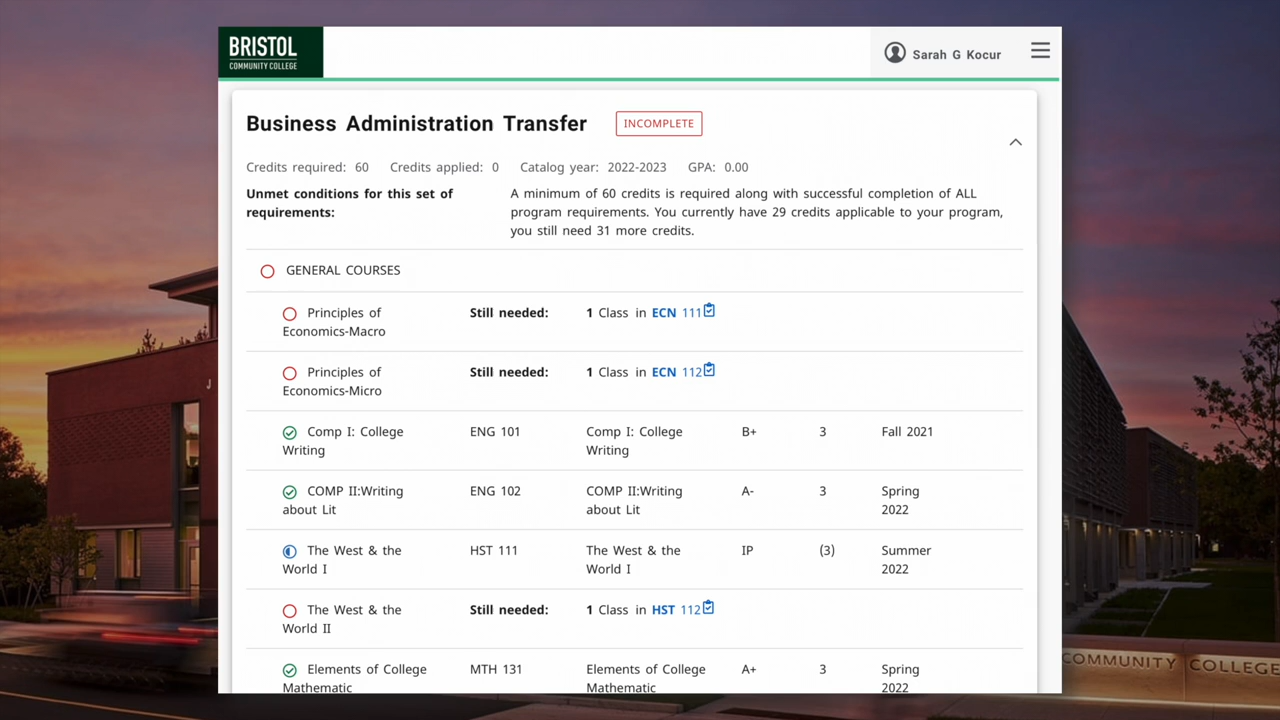 BRISTOL
COMMUNITY COLLEGE
Sarah G Kocur
Business Administration Transfer INCOMPLETE
Credits required: 60 Credits applied: 0 Catalog year: 2022-2023 GPA: 0.00
Unmet conditions for this set of requirements:
A minimum of 60 credits is required along with successful completion of ALL
program requirements. You currently have 29 credits applicable to your program,
you still need 31 more credits.
GENERAL COURSES
Principles of Economics-Macro Still needed: 1 Class in ECN 111
Principles of Economics-Micro Still needed: 1 Class in ECN 112
Comp I: College Writing ENG 101 Comp I: College Writing B+ 3 Fall 2021
COMP II:Writing about Lit ENG 102 COMP II:Writing about Lit A- 3 Spring 2022
The West & the World I HST 111 The West & the World I IP (3) Summer 2022
The West & the World II Still needed: 1 Class in HST 112
Elements of College Mathematic MTH 131 Elements of College Mathematic A+ 3 Spring 2022
J
COMMUNITY COLLEGE